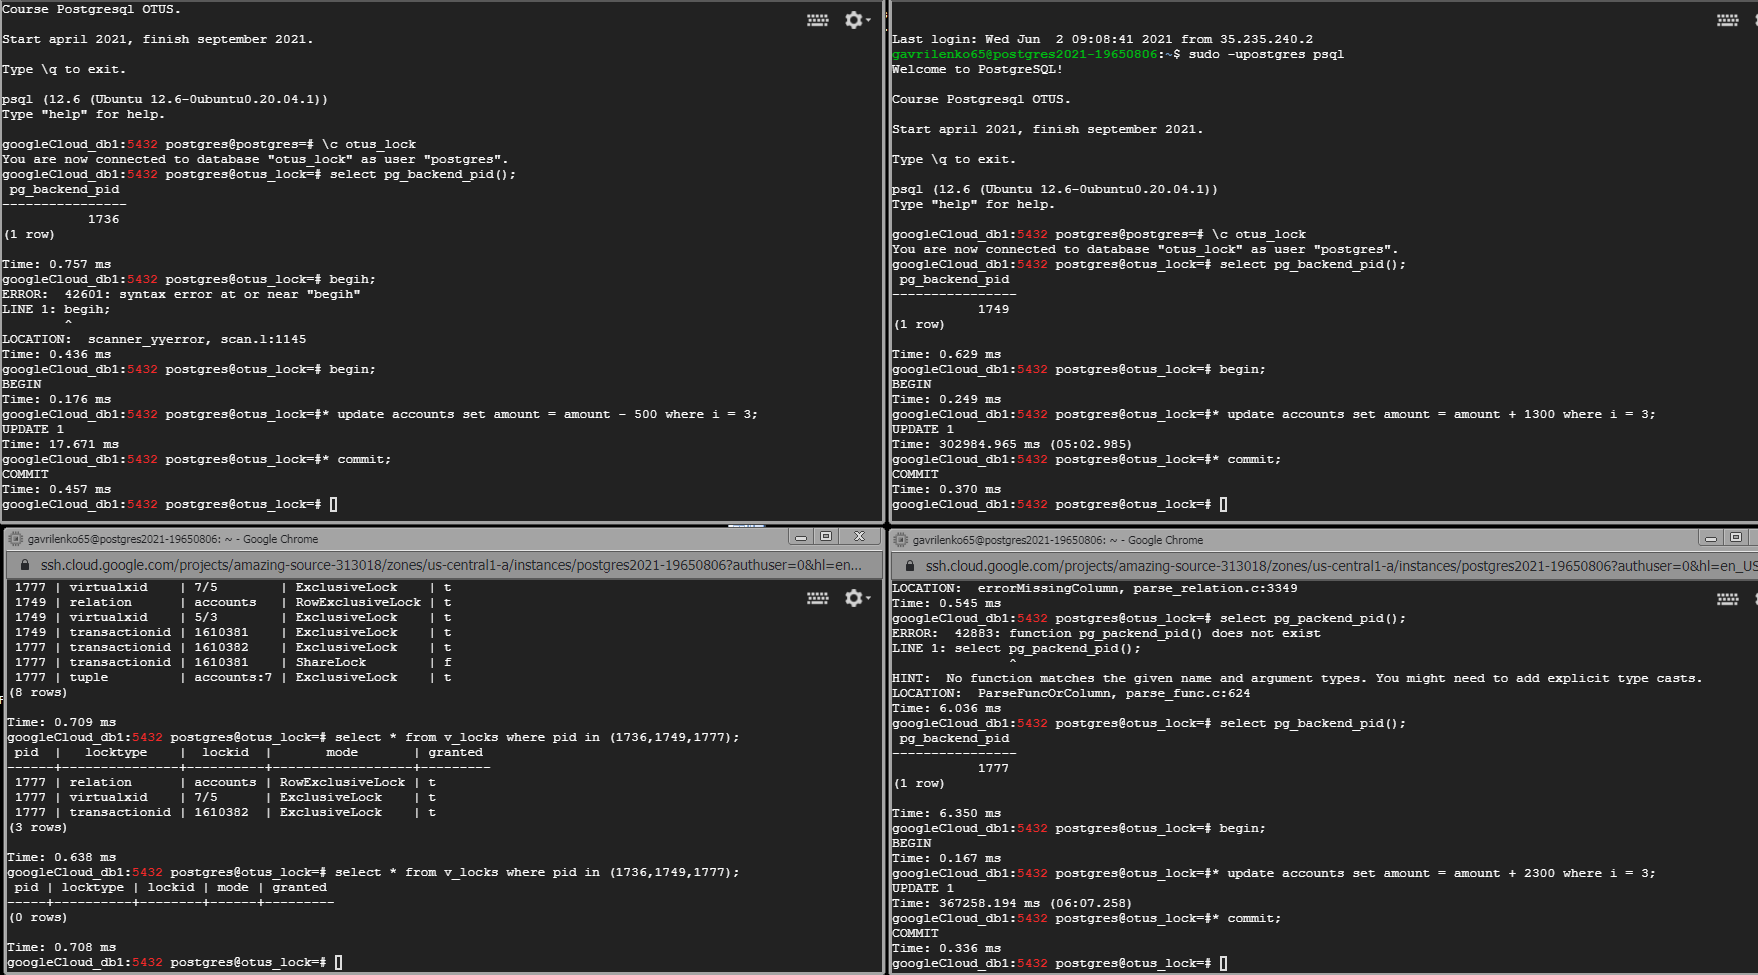 Course Postgresql OTUS.
Start april 2021, finish september 2021.
Type \q to exit.
psql (12.6 (Ubuntu 12.6-0ubuntu0.20.04.1))
Type "help" for help.
googleCloud_db1:5432 postgres@postgres=# \c otus_lock
You are now connected to database "otus_lock" as user "postgres".
googleCloud_db1:5432 postgres@otus_lock=# select pg_backend_pid();
pg_backend_pid
----------------
1736
(1 row)
Time: 0.757 ms
googleCloud_db1:5432 postgres@otus_lock=# begih;
ERROR:  42601: syntax error at or near "begih"
LINE 1: begih;
^
LOCATION:  scanner_yyerror, scan.l:1145
Time: 0.436 ms
googleCloud_db1:5432 postgres@otus_lock=# begin;
BEGIN
Time: 0.176 ms
googleCloud_db1:5432 postgres@otus_lock=#* update accounts set amount = amount - 500 where i = 3;
UPDATE 1
Time: 17.671 ms
googleCloud_db1:5432 postgres@otus_lock=#* commit;
COMMIT
Time: 0.457 ms
googleCloud_db1:5432 postgres@otus_lock=#
Last login: Wed Jun  2 09:08:41 2021 from 35.235.240.2
gavrilenko65@postgres2021-19650806:~$ sudo -upostgres psql
Welcome to PostgreSQL!
Course Postgresql OTUS.
Start april 2021, finish september 2021.
Type \q to exit.
psql (12.6 (Ubuntu 12.6-0ubuntu0.20.04.1))
Type "help" for help.
googleCloud_db1:5432 postgres@postgres=# \c otus_lock
You are now connected to database "otus_lock" as user "postgres".
googleCloud_db1:5432 postgres@otus_lock=# select pg_backend_pid();
pg_backend_pid
----------------
1749
(1 row)
Time: 0.629 ms
googleCloud_db1:5432 postgres@otus_lock=# begin;
BEGIN
Time: 0.249 ms
googleCloud_db1:5432 postgres@otus_lock=#* update accounts set amount = amount + 1300 where i = 3;
UPDATE 1
Time: 302984.965 ms (05:02.985)
googleCloud_db1:5432 postgres@otus_lock=#* commit;
COMMIT
Time: 0.370 ms
googleCloud_db1:5432 postgres@otus_lock=#
gavrilenko65@postgres2021-19650806: ~ - Google Chrome
ssh.cloud.google.com/projects/amazing-source-313018/zones/us-central1-a/instances/postgres2021-19650806?authuser=0&hl=en...
1777 | virtualxid    | 7/5      | ExclusiveLock    | t
1749 | relation      | accounts   | RowExclusiveLock | t
1749 | virtualxid    | 5/3      | ExclusiveLock    | t
1749 | transactionid | 1610381    | ExclusiveLock    | t
1777 | transactionid | 1610382    | ExclusiveLock    | t
1777 | transactionid | 1610381    | ShareLock        | f
1777 | tuple         | accounts:7 | ExclusiveLock    | t
(8 rows)
Time: 0.709 ms
googleCloud_db1:5432 postgres@otus_lock=# select * from v_locks where pid in (1736,1749,1777);
pid  |   locktype    |  lockid  |       mode       | granted
------+---------------+----------+------------------+---------
1777 | relation      | accounts | RowExclusiveLock | t
1777 | virtualxid    | 7/5      | ExclusiveLock    | t
1777 | transactionid | 1610382  | ExclusiveLock    | t
(3 rows)
Time: 0.638 ms
googleCloud_db1:5432 postgres@otus_lock=# select * from v_locks where pid in (1736,1749,1777);
pid | locktype | lockid | mode | granted
-----+----------+--------+------+---------
(0 rows)
Time: 0.708 ms
googleCloud_db1:5432 postgres@otus_lock=#
gavrilenko65@postgres2021-19650806: ~ - Google Chrome
ssh.cloud.google.com/projects/amazing-source-313018/zones/us-central1-a/instances/postgres2021-19650806?authuser=0&hl=en_US
LOCATION:  errorMissingColumn, parse_relation.c:3349
Time: 0.545 ms
googleCloud_db1:5432 postgres@otus_lock=# select pg_packend_pid();
ERROR:  42883: function pg_packend_pid() does not exist
LINE 1: select pg_packend_pid();
^
HINT:  No function matches the given name and argument types. You might need to add explicit type casts.
LOCATION:  ParseFuncOrColumn, parse_func.c:624
Time: 6.036 ms
googleCloud_db1:5432 postgres@otus_lock=# select pg_backend_pid();
pg_backend_pid
----------------
1777
(1 row)
Time: 6.350 ms
googleCloud_db1:5432 postgres@otus_lock=# begin;
BEGIN
Time: 0.167 ms
googleCloud_db1:5432 postgres@otus_lock=#* update accounts set amount = amount + 2300 where i = 3;
UPDATE 1
Time: 367258.194 ms (06:07.258)
googleCloud_db1:5432 postgres@otus_lock=#* commit;
COMMIT
Time: 0.336 ms
googleCloud_db1:5432 postgres@otus_lock=#